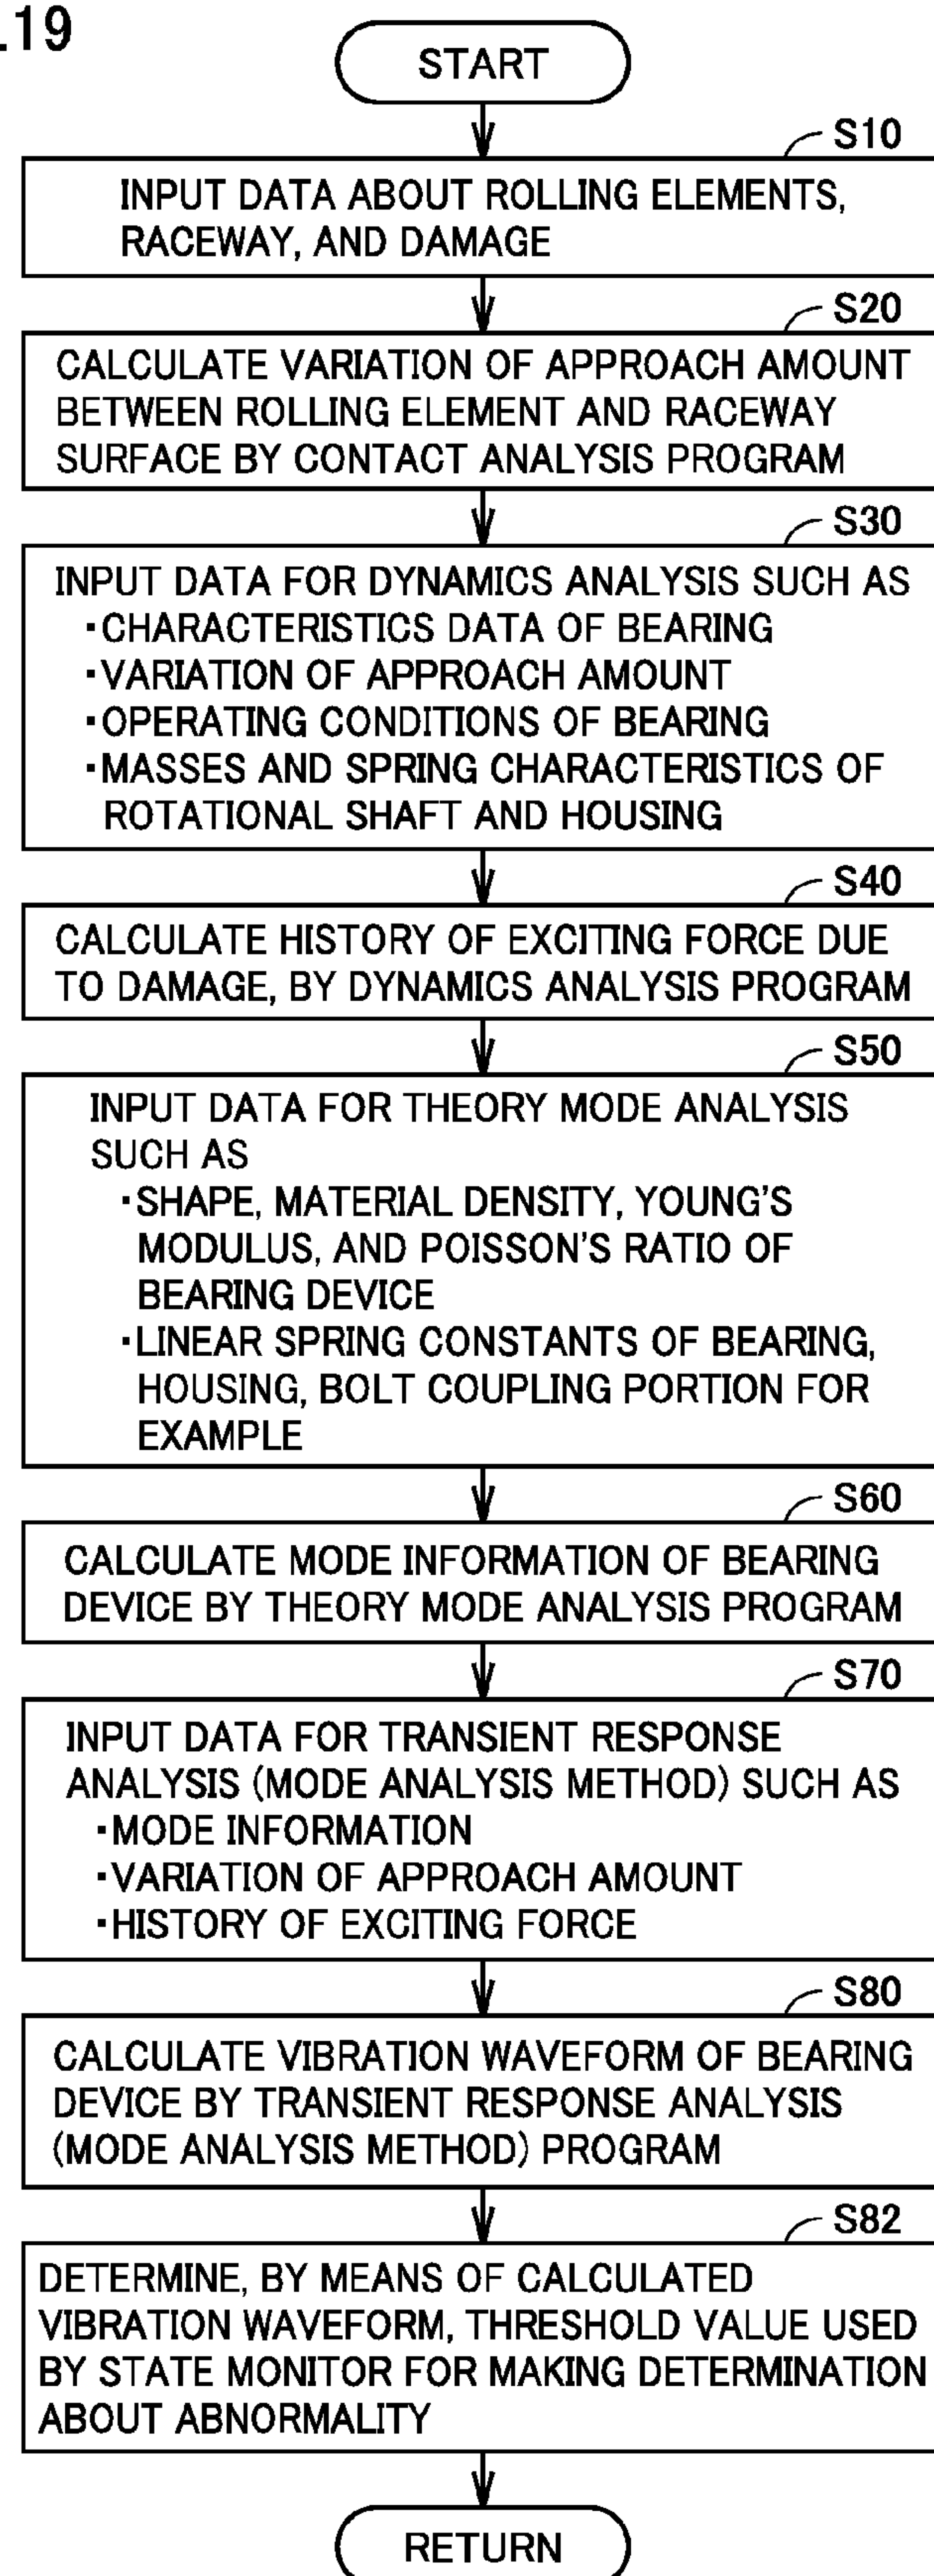 .19
START
S10
INPUT DATA ABOUT ROLLING ELEMENTS,
RACEWAY, AND DAMAGE
S20
CALCULATE VARIATION OF APPROACH AMOUNT
BETWEEN ROLLING ELEMENT AND RACEWAY
SURFACE BY CONTACT ANALYSIS PROGRAM
S30
INPUT DATA FOR DYNAMICS ANALYSIS SUCH AS
・CHARACTERISTICS DATA OF BEARING
・VARIATION OF APPROACH AMOUNT
・OPERATING CONDITIONS OF BEARING
・MASSES AND SPRING CHARACTERISTICS OF
ROTATIONAL SHAFT AND HOUSING
S40
CALCULATE HISTORY OF EXCITING FORCE DUE
TO DAMAGE, BY DYNAMICS ANALYSIS PROGRAM
S50
INPUT DATA FOR THEORY MODE ANALYSIS
SUCH AS
・SHAPE, MATERIAL DENSITY, YOUNG'S
MODULUS, AND POISSON'S RATIO OF
BEARING DEVICE
・LINEAR SPRING CONSTANTS OF BEARING,
HOUSING, BOLT COUPLING PORTION FOR
EXAMPLE
S60
CALCULATE MODE INFORMATION OF BEARING
DEVICE BY THEORY MODE ANALYSIS PROGRAM
S70
INPUT DATA FOR TRANSIENT RESPONSE
ANALYSIS (MODE ANALYSIS METHOD) SUCH AS
・MODE INFORMATION
・VARIATION OF APPROACH AMOUNT
・HISTORY OF EXCITING FORCE
S80
CALCULATE VIBRATION WAVEFORM OF BEARING
DEVICE BY TRANSIENT RESPONSE ANALYSIS
(MODE ANALYSIS METHOD) PROGRAM
S82
DETERMINE, BY MEANS OF CALCULATED
VIBRATION WAVEFORM, THRESHOLD VALUE USED
BY STATE MONITOR FOR MAKING DETERMINATION
ABOUT ABNORMALITY
RETURN